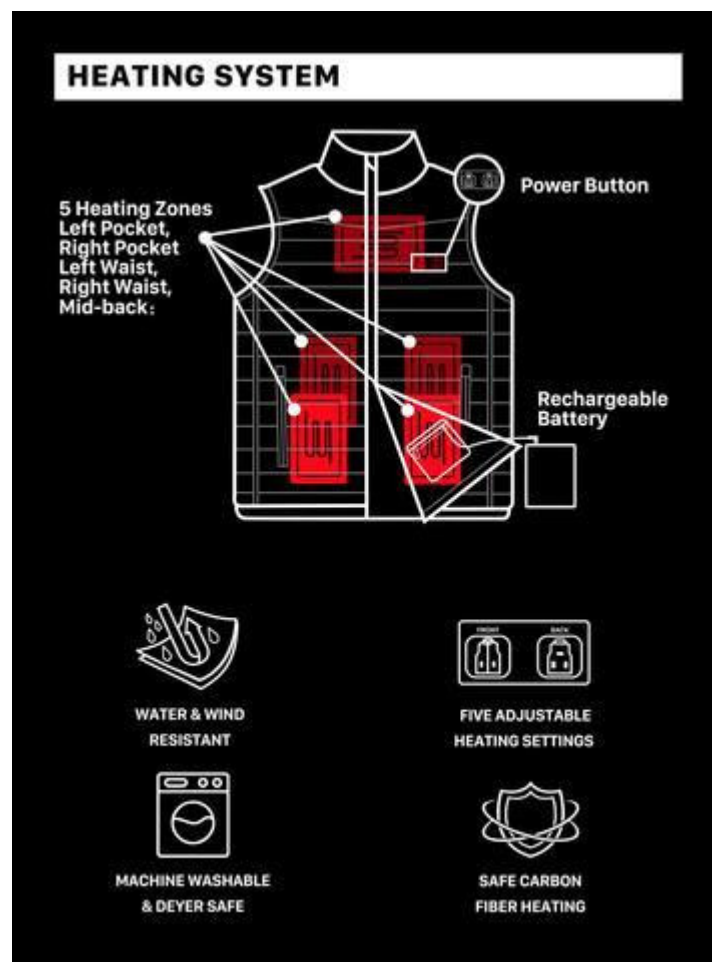 HEATING SYSTEM
Power Button
5 Heating Zones
Left Pocket,
Right Pocket
Left Waist,
Right Waist,
Mid-back:
Rechargeable
Battery
FRONT
BACK
WATER & WIND
RESISTANT
FIVE ADJUSTABLE
HEATING SETTINGS
MACHINE WASHABLE
& DEYER SAFE
SAFE CARBON
FIBER HEATING